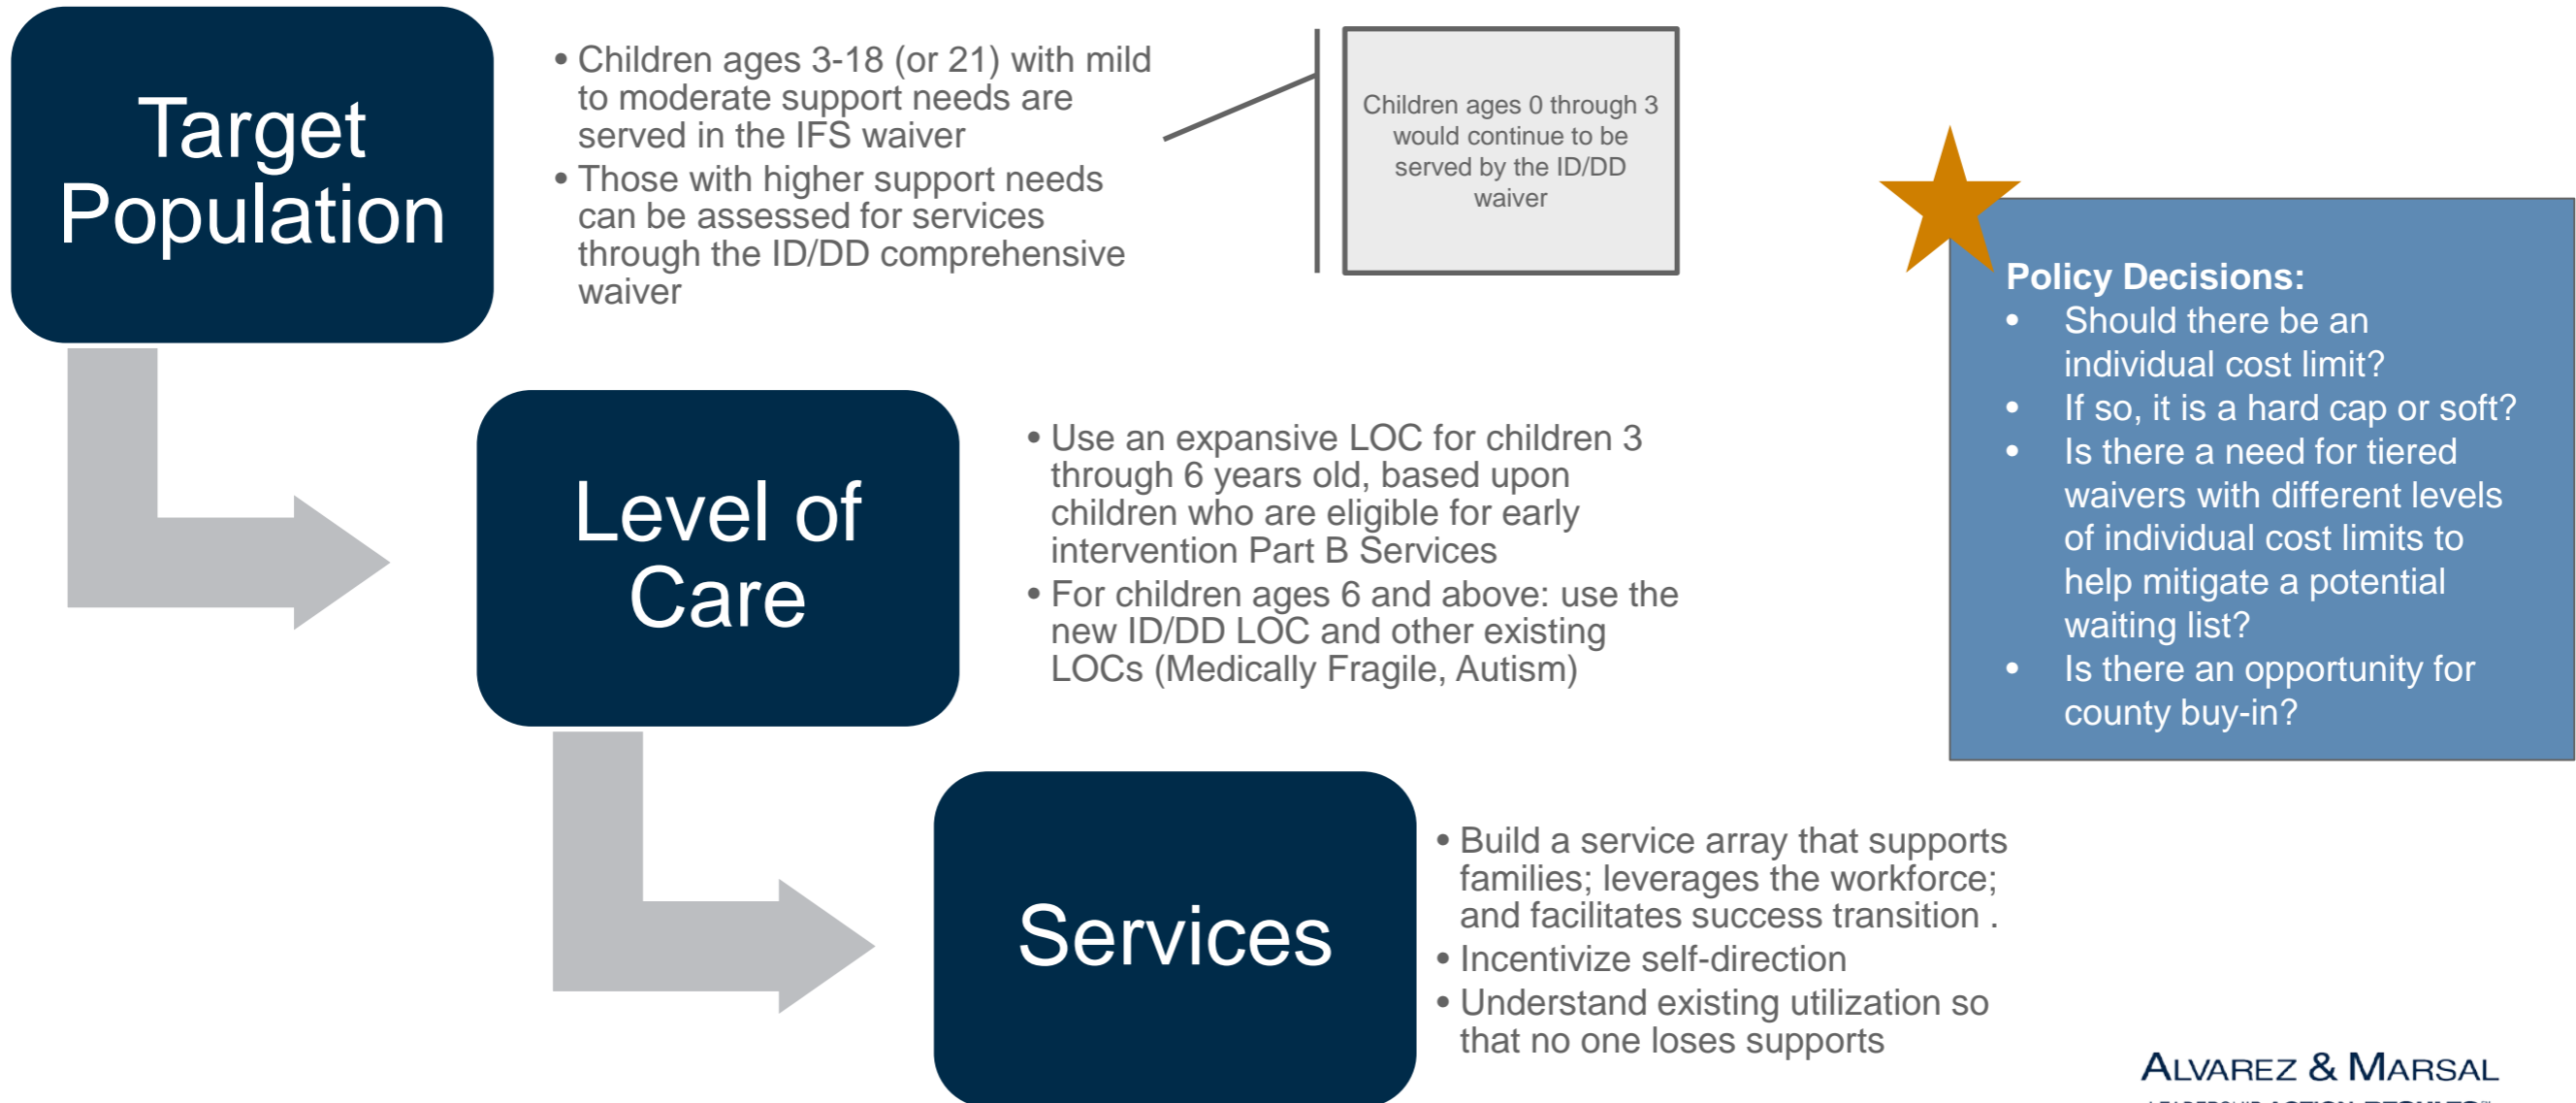 Target
Population
• Children ages 3-18 (or 21) with mild
to moderate support needs are
served in the IFS waiver
• Those with higher support needs
can be assessed for services
through the ID/DD comprehensive
waiver
Children ages 0 through 3
would continue to be
served by the ID/DD
waiver
Level of
Care
• Use an expansive LOC for children 3
through 6 years old, based upon
children who are eligible for early
intervention Part B Services
• For children ages 6 and above: use the
new ID/DD LOC and other existing
LOCs (Medically Fragile, Autism)
Services
• Build a service array that supports
families; leverages the workforce;
and facilitates success transition .
• Incentivize self-direction
• Understand existing utilization so
that no one loses supports
Policy Decisions:
• Should there be an
individual cost limit?
• If so, it is a hard cap or soft?
• Is there a need for tiered
waivers with different levels
of individual cost limits to
help mitigate a potential
waiting list?
• Is there an opportunity for
county buy-in?
ALVAREZ & MARSAL
LEADERSHIP. ACTION. RESULTS.